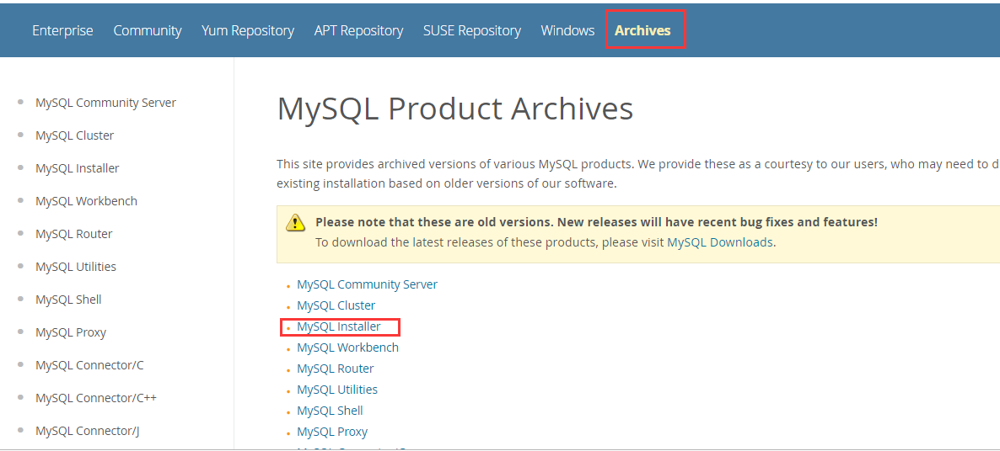 Enterprise Community Yum Repository APT Repository SUSE Repository Windows Archives
MySQL Community Server
MySQL Cluster
MySQL Installer
MySQL Workbench
MySQL Router
MySQL Utilities
MySQL Shell
MySQL Proxy
MySQL Connector/C
MySQL Connector/C++
MySQL Connector/J
MySQL Product Archives
This site provides archived versions of various MySQL products. We provide these as a courtesy to our users, who may need to d
existing installation based on older versions of our software.
Please note that these are old versions. New releases will have recent bug fixes and features!
To download the latest releases of these products, please visit MySQL Downloads.
MySQL Community Server
MySQL Cluster
MySQL Installer
MySQL Workbench
MySQL Router
MySQL Utilities
MySQL Shell
MySQL Proxy